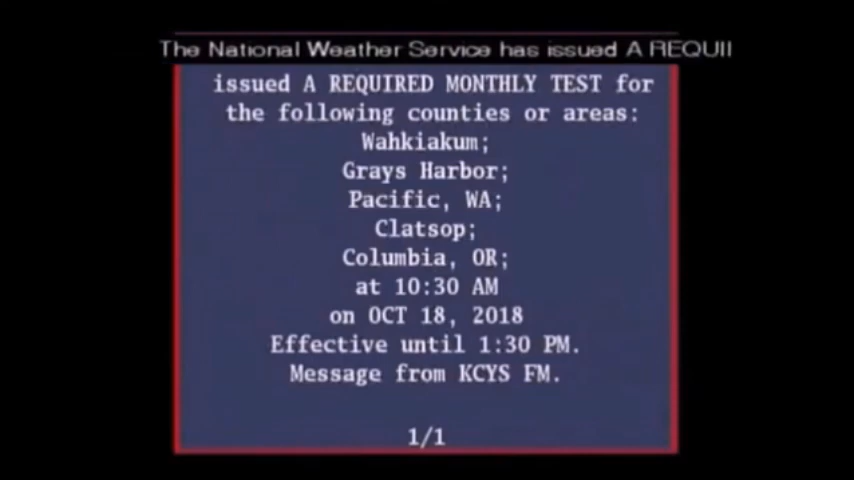 The National Weather Service has issued A REQUI
issued A REQUIRED MONTHLY TEST for
the following counties or areas:
Wahkiakum;
Grays Harbor;
Pacific, WA;
Clatsop;
Columbia, OR;
at 10:30 AM
on OCT 18, 2018
Effective until 1:30 PM.
Message from KCYS FM.
1/1